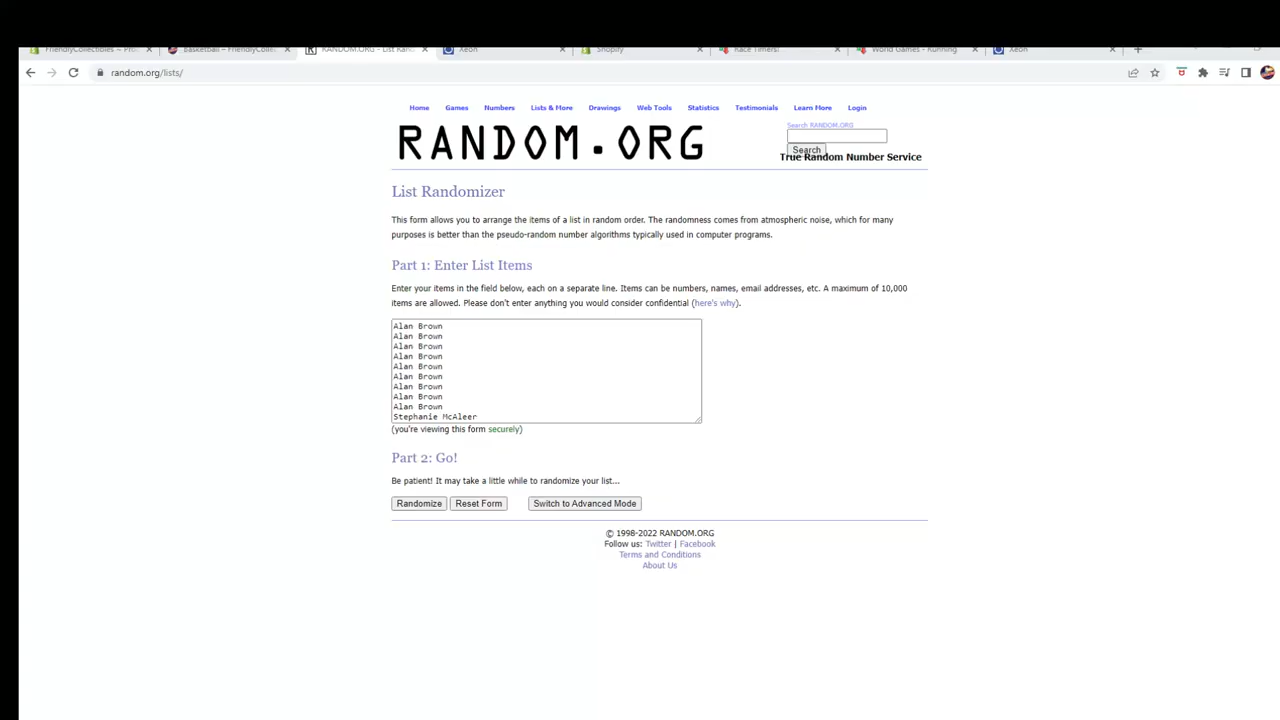 FriendlyCollectibles ~ Pri
basketball – FriendlyColle
RANDOM.ORG - List Ran
Xeon
Shopify
Race Timers!
World Games - Running
Xeon
random.org/lists/
Home Games Numbers Lists & More Drawings Web Tools Statistics Testimonials Learn More Login
Search RANDOM.ORG
RANDOM.ORG
Search
True Random Number Service
List Randomizer
This form allows you to arrange the items of a list in random order. The randomness comes from atmospheric noise, which for many
purposes is better than the pseudo-random number algorithms typically used in computer programs.
Part 1: Enter List Items
Enter your items in the field below, each on a separate line. Items can be numbers, names, email addresses, etc. A maximum of 10,000
items are allowed. Please don't enter anything you would consider confidential (here's why).
Alan Brown
Alan Brown
Alan Brown
Alan Brown
Alan Brown
Alan Brown
Alan Brown
Alan Brown
Alan Brown
Stephanie McAleer
(you're viewing this form securely)
Part 2: Go!
Be patient! It may take a little while to randomize your list...
Randomize Reset Form Switch to Advanced Mode
© 1998-2022 RANDOM.ORG
Follow us: Twitter | Facebook
Terms and Conditions
About Us